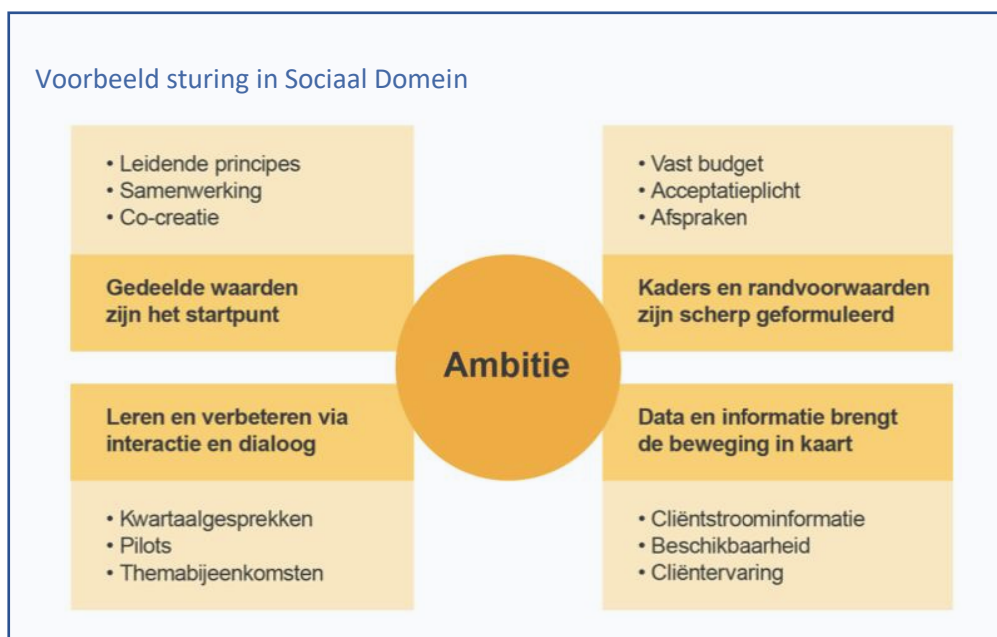 Voorbeeld sturing in Sociaal Domein
• Leidende principes
• Samenwerking
• Co-creatie
Gedeelde waarden
zijn het startpunt
• Vast budget
• Acceptatieplicht
• Afspraken
Kaders en randvoorwaarden
zijn scherp geformuleerd
Ambitie
Leren en verbeteren via
interactie en dialoog
• Kwartaalgesprekken
• Pilots
• Themabijeenkomsten
Data en informatie brengt
de beweging in kaart
• Cliëntstroominformatie
• Beschikbaarheid
• Cliëntervaring